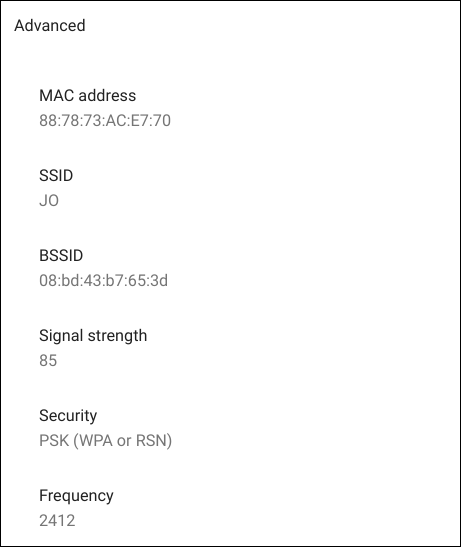 Advanced
MAC address
88:78:73:AC:E7:70
SSID
JO
BSSID
08:bd:43:b7:65:3d
Signal strength
85
Security
PSK (WPA or RSN)
Frequency
2412